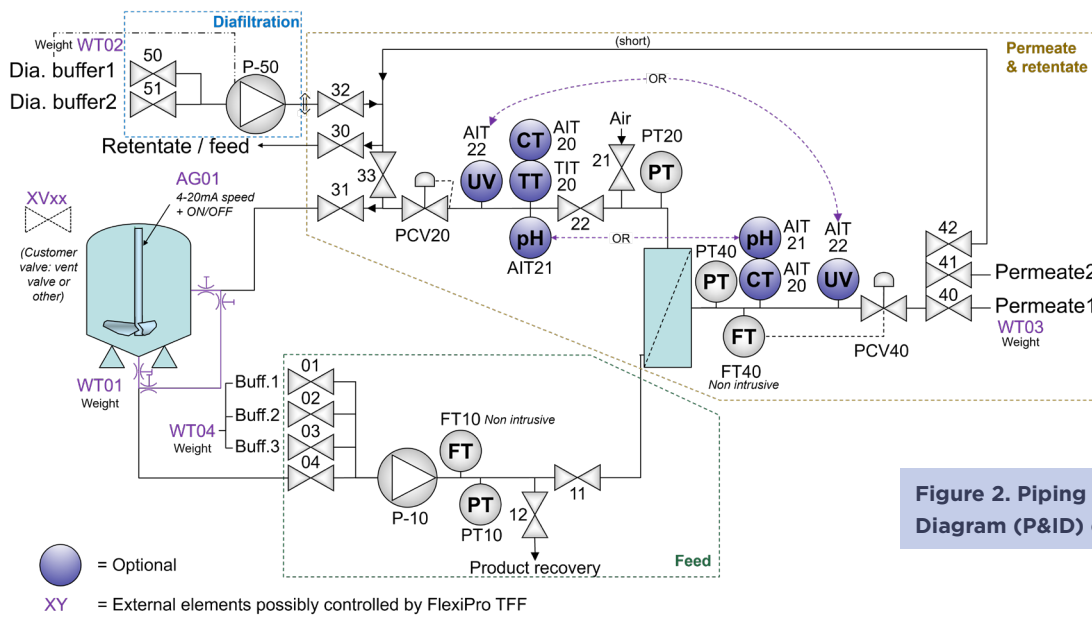 Diafiltration
Weight WT02
Dia. buffer1
Dia. buffer2
50
51
P-50
32
30
Retentate / feed
33
31
(short)
Permeate
& retentate
OR
AIT
22
UV
CT
AIT
20
TT
TIT
20
pH
AIT21
Air
21
PT20
PT
22
PCV20
OR
PT40
PT
pH
AIT
21
CT
AIT
20
AIT
22
UV
FT
FT40
Non intrusive
PCV40
42
41
40
Permeate2
Permeate1
WT03
Weight
XVxx
(Customer
valve: vent
valve or
other)
AG01
4-20mA speed
+ ON/OFF
WT01
Weight
WT04
Weight
Buff.1
Buff.2
Buff.3
01
02
03
04
P-10
FT10 Non intrusive
FT
PT
PT10
12
11
Product recovery
Feed
Figure 2. Piping
Diagram (P&ID)
= Optional
XY = External elements possibly controlled by FlexiPro TFF